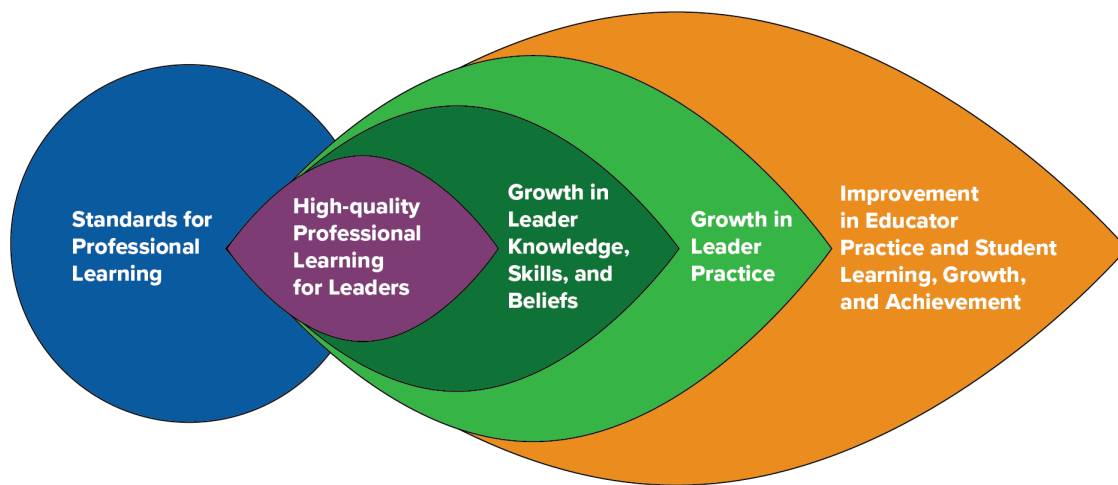 Standards for
Professional
Learning
High-quality
Professional
Learning
for Leaders
Growth in
Leader
Knowledge,
Skills, and
Beliefs
Growth in
Leader
Practice
Improvement
in Educator
Practice and Student
Learning, Growth,
and Achievement